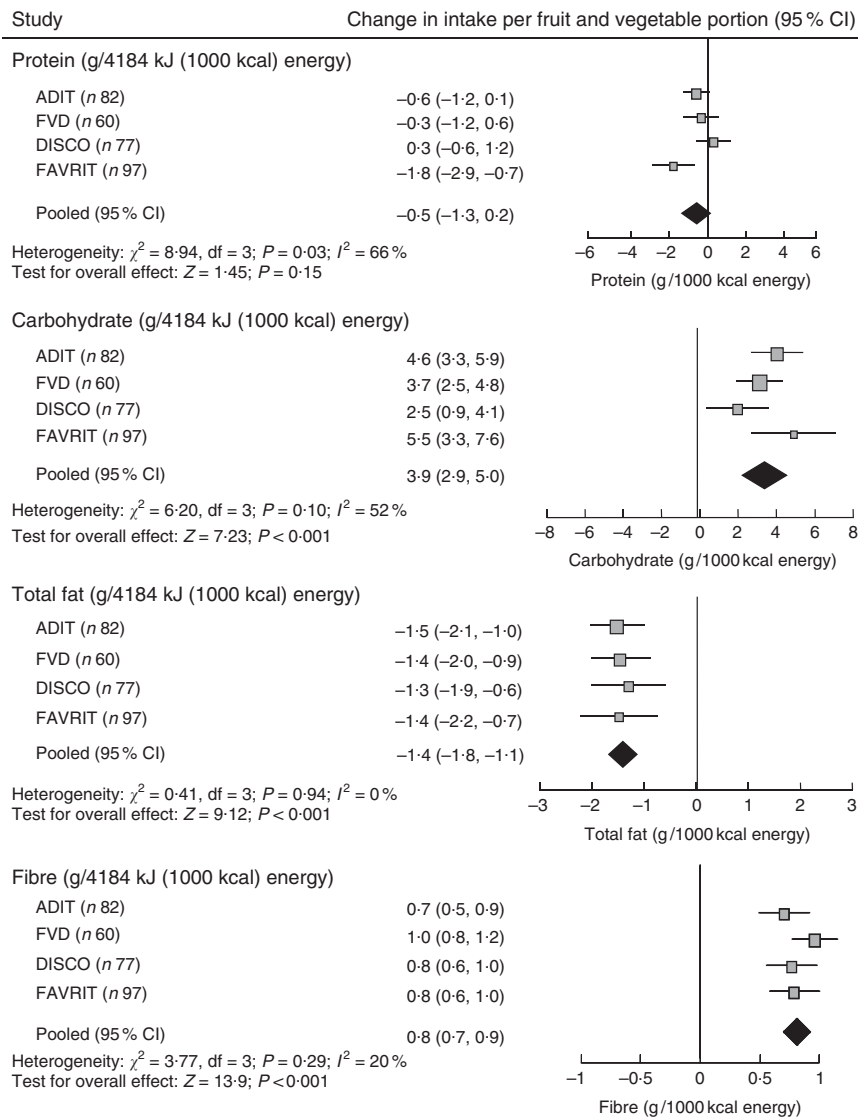 Study Change in intake per fruit and vegetable portion (95 % CI)
Protein (g/4184 kJ (1000 kcal) energy)
ADIT (n 82) −0·6 (−1·2, 0·1)
FVD (n 60) −0·3 (−1·2, 0·6)
DISCO (n 77) 0·3 (−0·6, 1·2)
FAVRIT (n 97) −1·8 (−2·9, −0·7)
Pooled (95 % CI) −0·5 (−1·3, 0·2)
Heterogeneity: χ² = 8·94, df = 3; P = 0·03; I² = 66 %
Test for overall effect: Z = 1·45; P = 0·15
−6 −4 −2 0 2 4 6
Protein (g/1000 kcal energy)
Carbohydrate (g/4184 kJ (1000 kcal) energy)
ADIT (n 82) 4·6 (3·3, 5·9)
FVD (n 60) 3·7 (2·5, 4·8)
DISCO (n 77) 2·5 (0·9, 4·1)
FAVRIT (n 97) 5·5 (3·3, 7·6)
Pooled (95 % CI) 3·9 (2·9, 5·0)
Heterogeneity: χ² = 6·20, df = 3; P = 0·10; I² = 52 %
Test for overall effect: Z = 7·23; P < 0·001
−8 −6 −4 −2 0 2 4 6 8
Carbohydrate (g/1000 kcal energy)
Total fat (g/4184 kJ (1000 kcal) energy)
ADIT (n 82) −1·5 (−2·1, −1·0)
FVD (n 60) −1·4 (−2·0, −0·9)
DISCO (n 77) −1·3 (−1·9, −0·6)
FAVRIT (n 97) −1·4 (−2·2, −0·7)
Pooled (95 % CI) −1·4 (−1·8, −1·1)
Heterogeneity: χ² = 0·41, df = 3; P = 0·94; I² = 0 %
Test for overall effect: Z = 9·12; P < 0·001
−3 −2 −1 0 1 2 3
Total fat (g/1000 kcal energy)
Fibre (g/4184 kJ (1000 kcal) energy)
ADIT (n 82) 0·7 (0·5, 0·9)
FVD (n 60) 1·0 (0·8, 1·2)
DISCO (n 77) 0·8 (0·6, 1·0)
FAVRIT (n 97) 0·8 (0·6, 1·0)
Pooled (95 % CI) 0·8 (0·7, 0·9)
Heterogeneity: χ² = 3·77, df = 3; P = 0·29; I² = 20 %
Test for overall effect: Z = 13·9; P < 0·001
−1 −0·5 0 0·5 1
Fibre (g/1000 kcal energy)